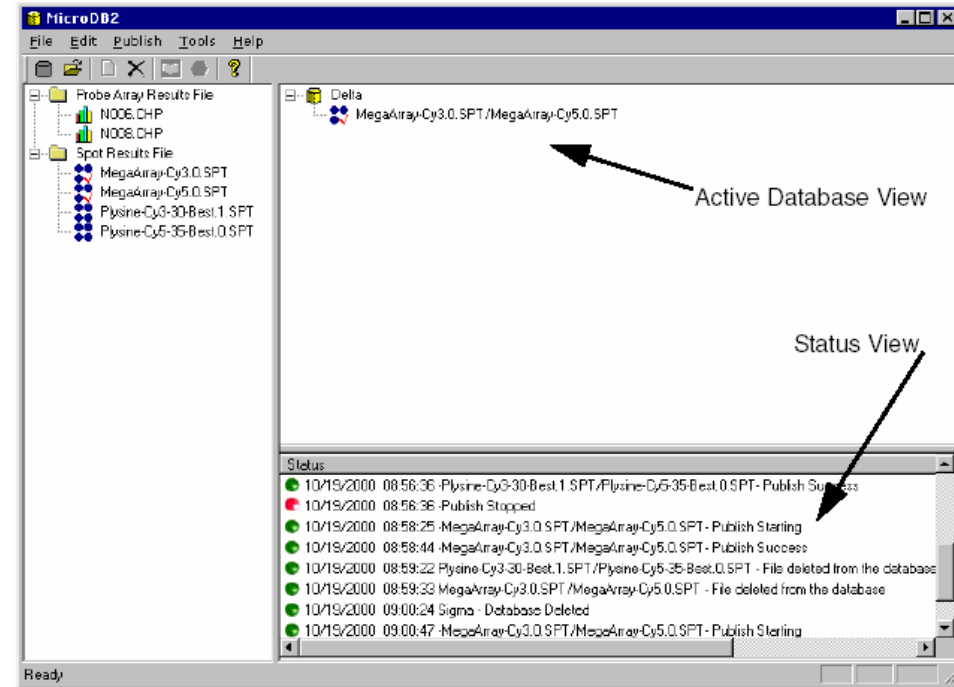 MicroDB2
File Edit Publish Tools Help
Probe Array Results File
N006.CHP
N008.CHP
Spot Results File
MegaArray-Cy3.0.SPT
MegaArray-Cy5.0.SPT
Plysine-Cy3-30-Best.1.SPT
Plysine-Cy5-35-Best.0.SPT
Delta
MegaArray-Cy3.0.SPT/MegaArray-Cy5.0.SPT
Active Database View
Status View
Status
10/19/2000 08:56:36 -Plysine-Cy3-30-Best.1.SPT/Plysine-Cy5-35-Best.0.SPT- Publish Success
10/19/2000 08:56:36 -Publish Stopped
10/19/2000 08:58:25 -MegaArray-Cy3.0.SPT/MegaArray-Cy5.0.SPT- Publish Starting
10/19/2000 08:58:44 -MegaArray-Cy3.0.SPT/MegaArray-Cy5.0.SPT- Publish Success
10/19/2000 08:59:22 Plysine-Cy3-30-Best.1.SPT/Plysine-Cy5-35-Best.0.SPT - File deleted from the database
10/19/2000 08:59:33 MegaArray-Cy3.0.SPT/MegaArray-Cy5.0.SPT - File deleted from the database
10/19/2000 09:00:24 Sigma - Database Deleted
10/19/2000 09:00:47 -MegaArray-Cy3.0.SPT/MegaArray-Cy5.0.SPT- Publish Starting
Ready